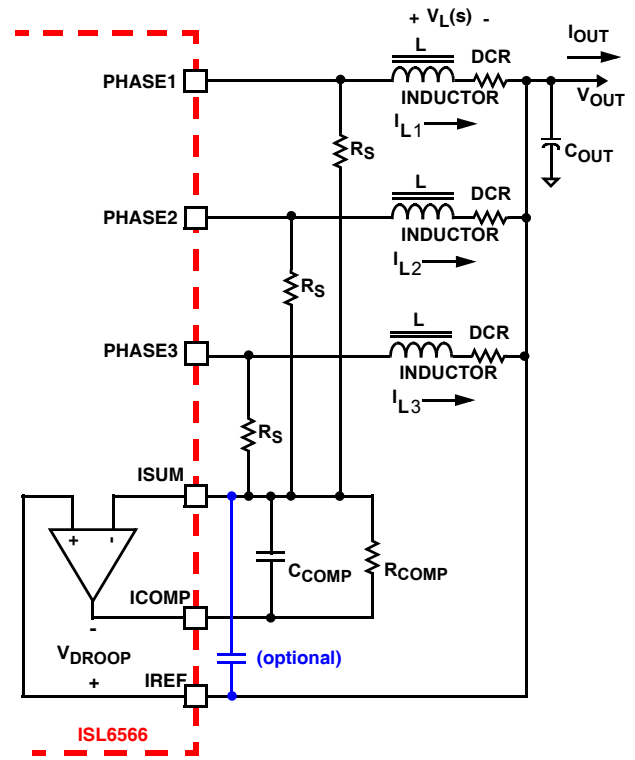 + VL(s) -
IOUT
L
DCR
PHASE1
INDUCTOR
VOUT
IL1
COUT
RS
L
DCR
PHASE2
INDUCTOR
IL2
RS
L
DCR
PHASE3
INDUCTOR
IL3
RS
ISUM
+ -
CCOMP
RCOMP
ICOMP
-
VDROOP
(optional)
+
IREF
ISL6566